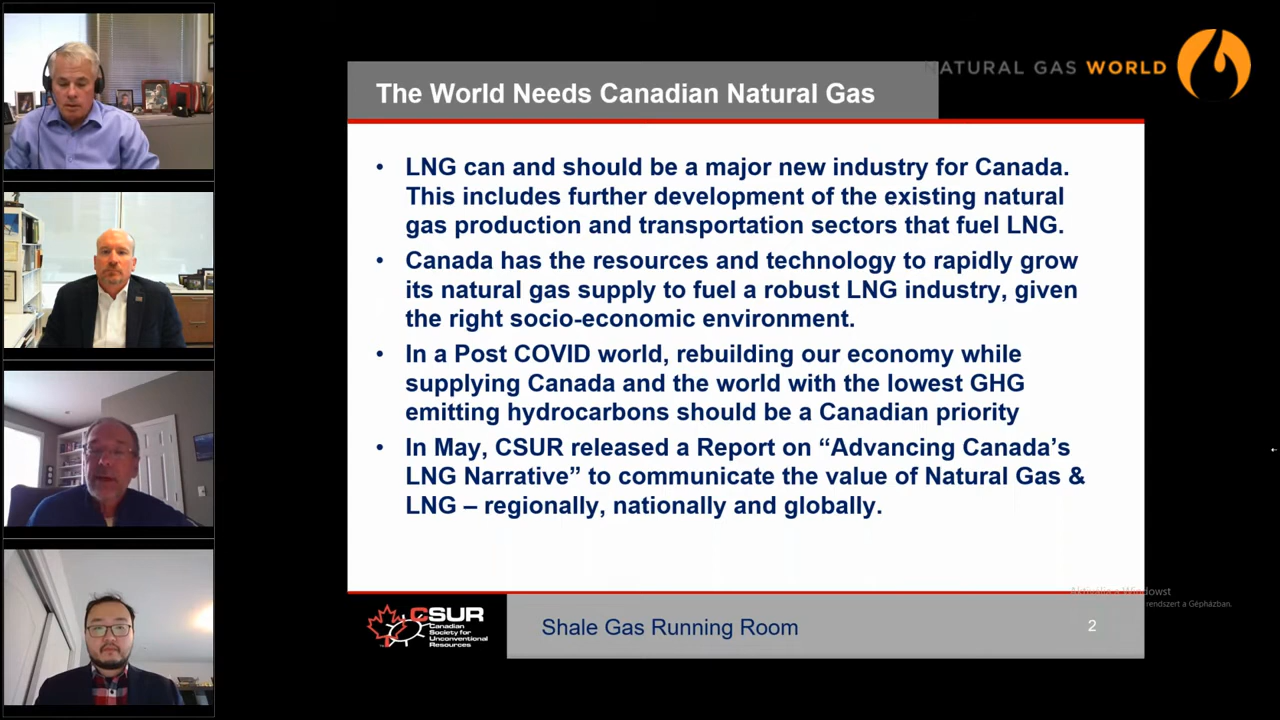 NATURAL GAS WORLD
The World Needs Canadian Natural Gas
• LNG can and should be a major new industry for Canada.
This includes further development of the existing natural
gas production and transportation sectors that fuel LNG.
• Canada has the resources and technology to rapidly grow
its natural gas supply to fuel a robust LNG industry, given
the right socio-economic environment.
• In a Post COVID world, rebuilding our economy while
supplying Canada and the world with the lowest GHG
emitting hydrocarbons should be a Canadian priority
• In May, CSUR released a Report on “Advancing Canada’s
LNG Narrative” to communicate the value of Natural Gas &
LNG – regionally, nationally and globally.
CSUR
Canadian
Society for
Unconventional
Resources
Shale Gas Running Room
2
rendszert a Gépházban.